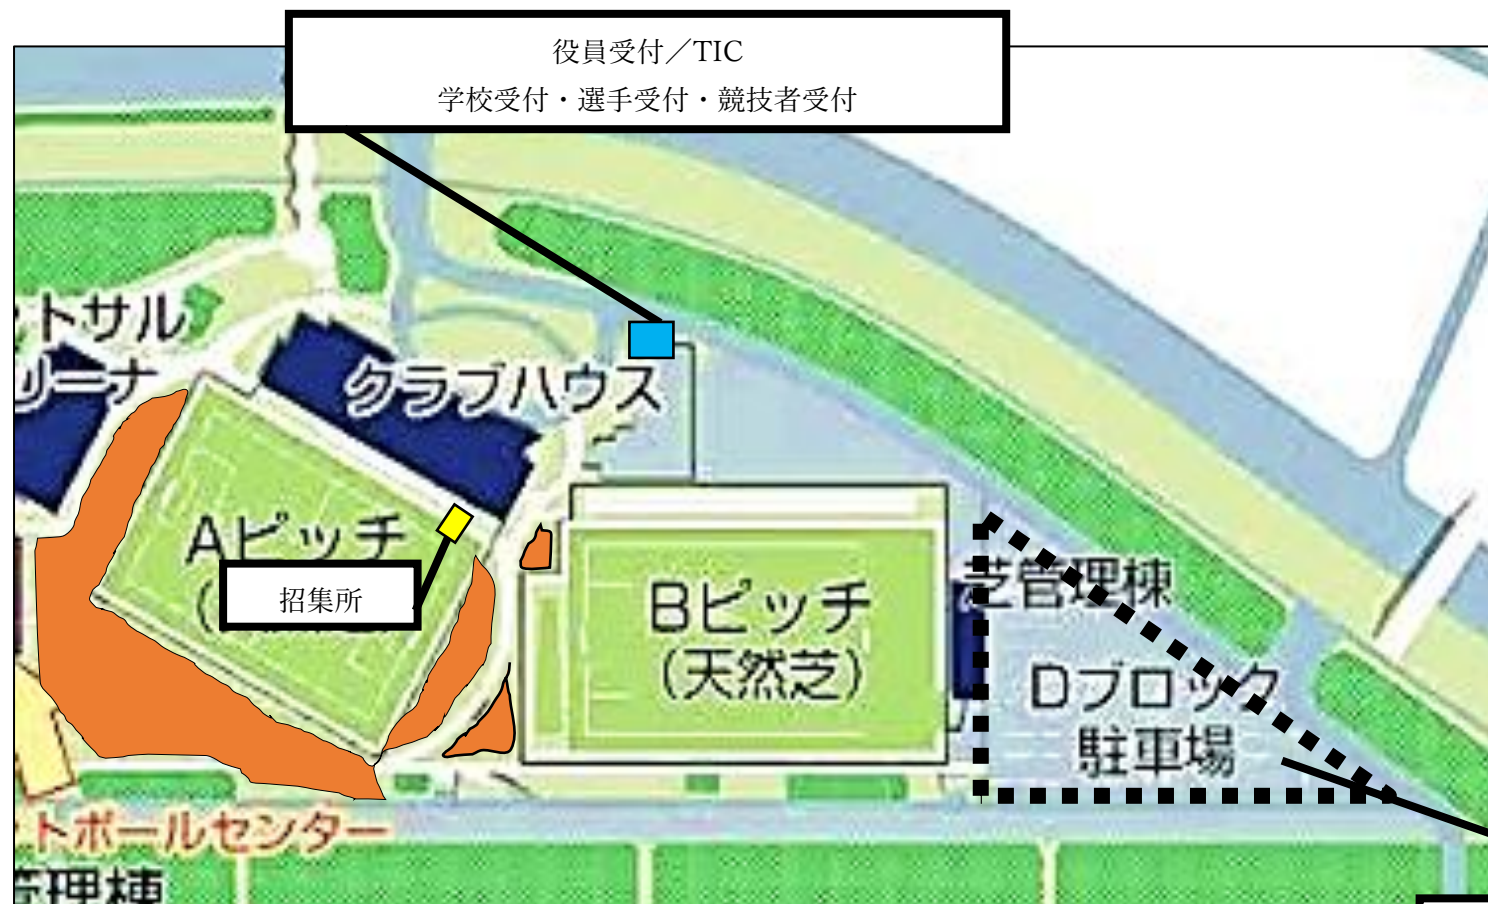 役員受付／TIC
学校受付・選手受付・競技者受付
トサル
リーナ
クラブハウス
Aピッチ
招集所
Bピッチ
(天然芝)
芝管理棟
Dブロック
駐車場
トボールセンター
管理棟